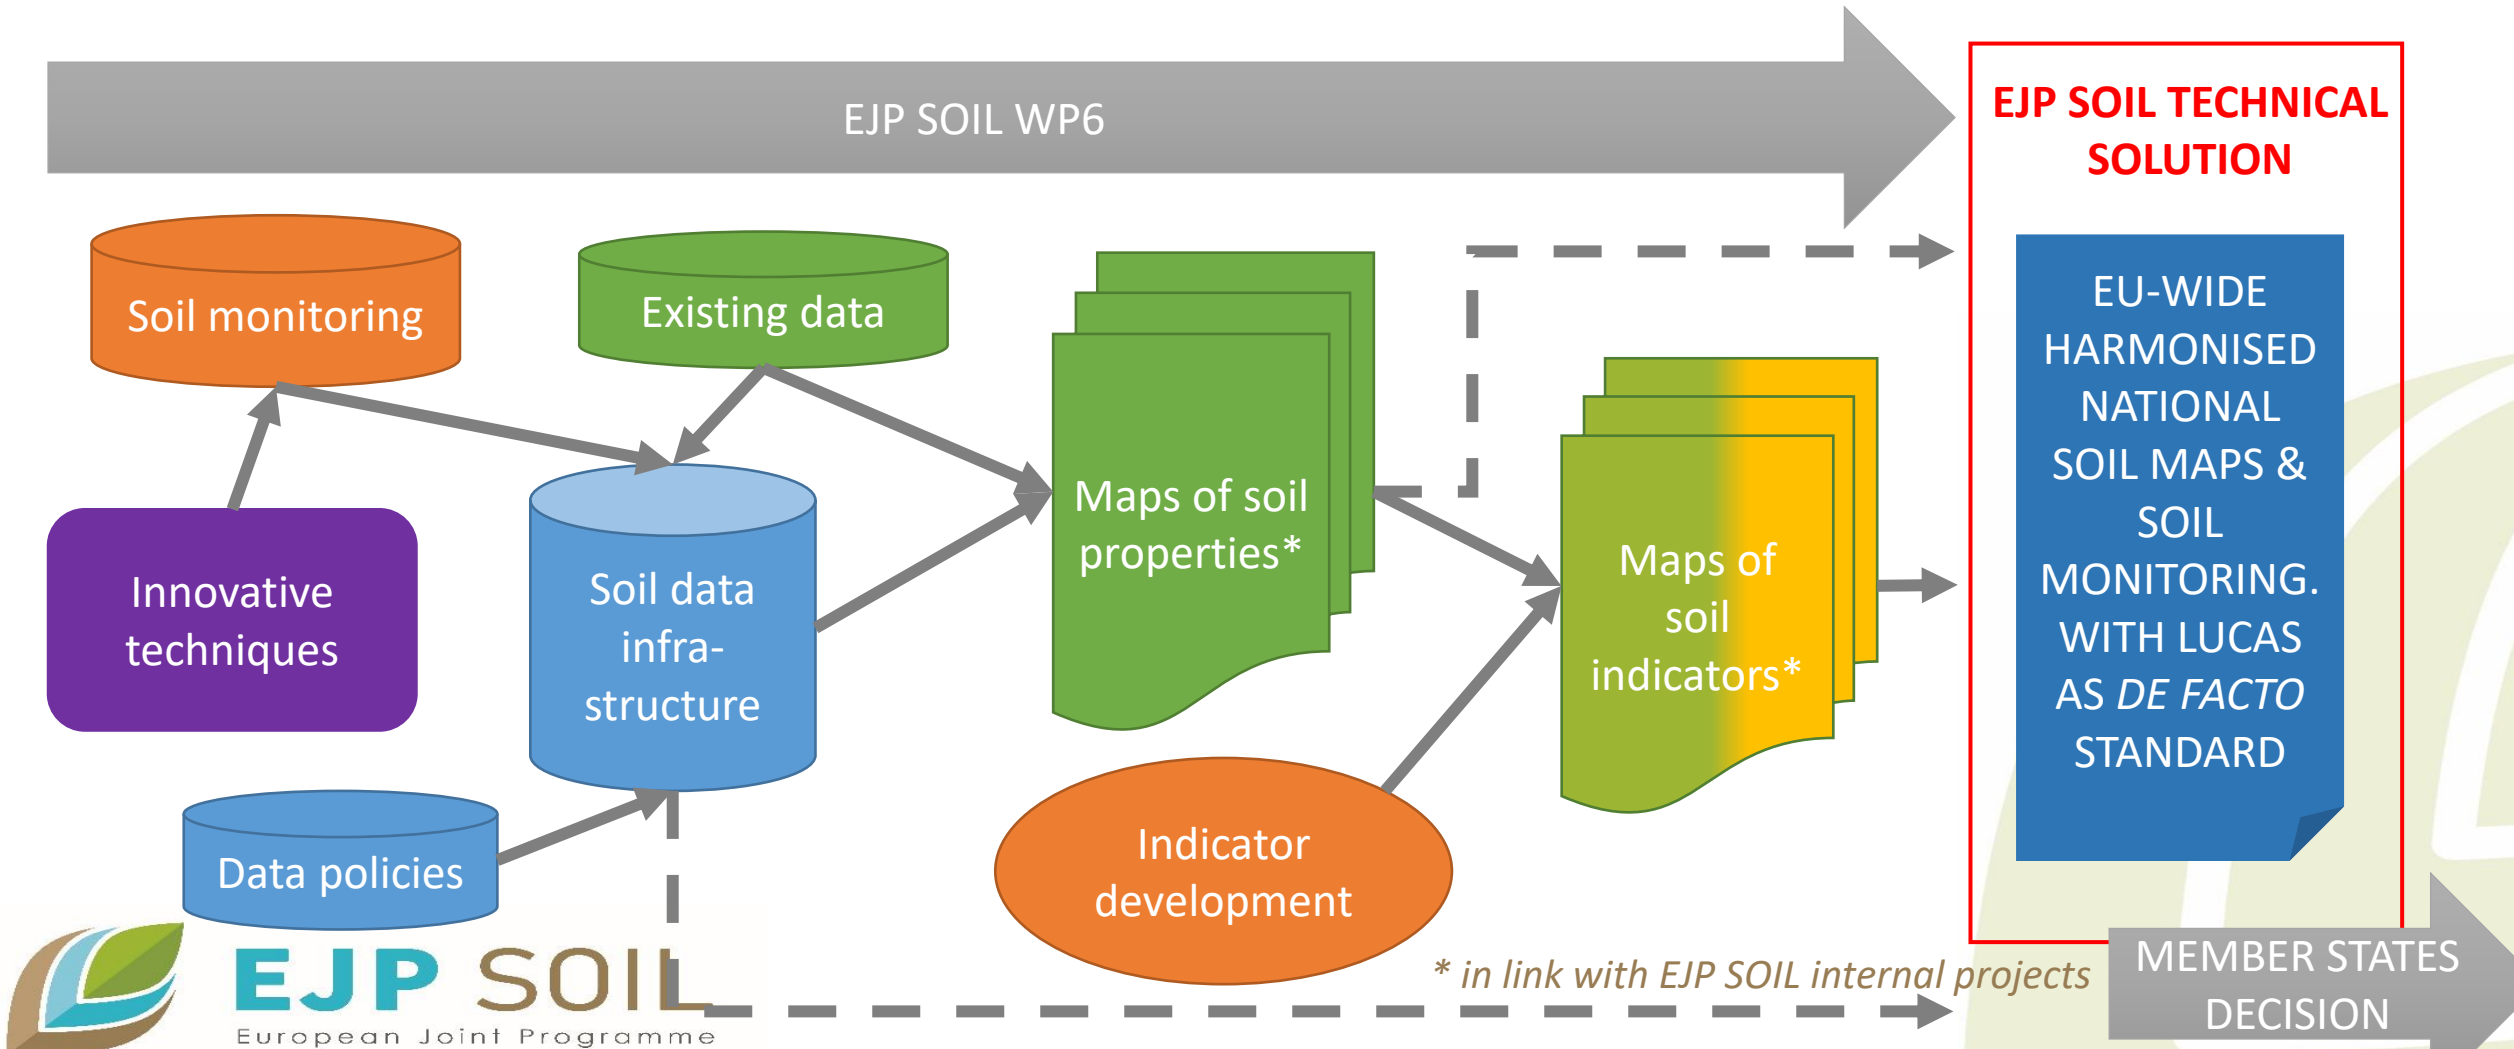 EJP SOIL WP6
EJP SOIL TECHNICAL
SOLUTION
Soil monitoring
Existing data
Innovative
techniques
Soil data
infra-
structure
Data policies
Maps of soil
properties*
Indicator
development
Maps of
soil
indicators*
EU-WIDE
HARMONISED
NATIONAL
SOIL MAPS &
SOIL
MONITORING.
WITH LUCAS
AS DE FACTO
STANDARD
* in link with EJP SOIL internal projects
MEMBER STATES
DECISION
EJP SOIL
European Joint Programme